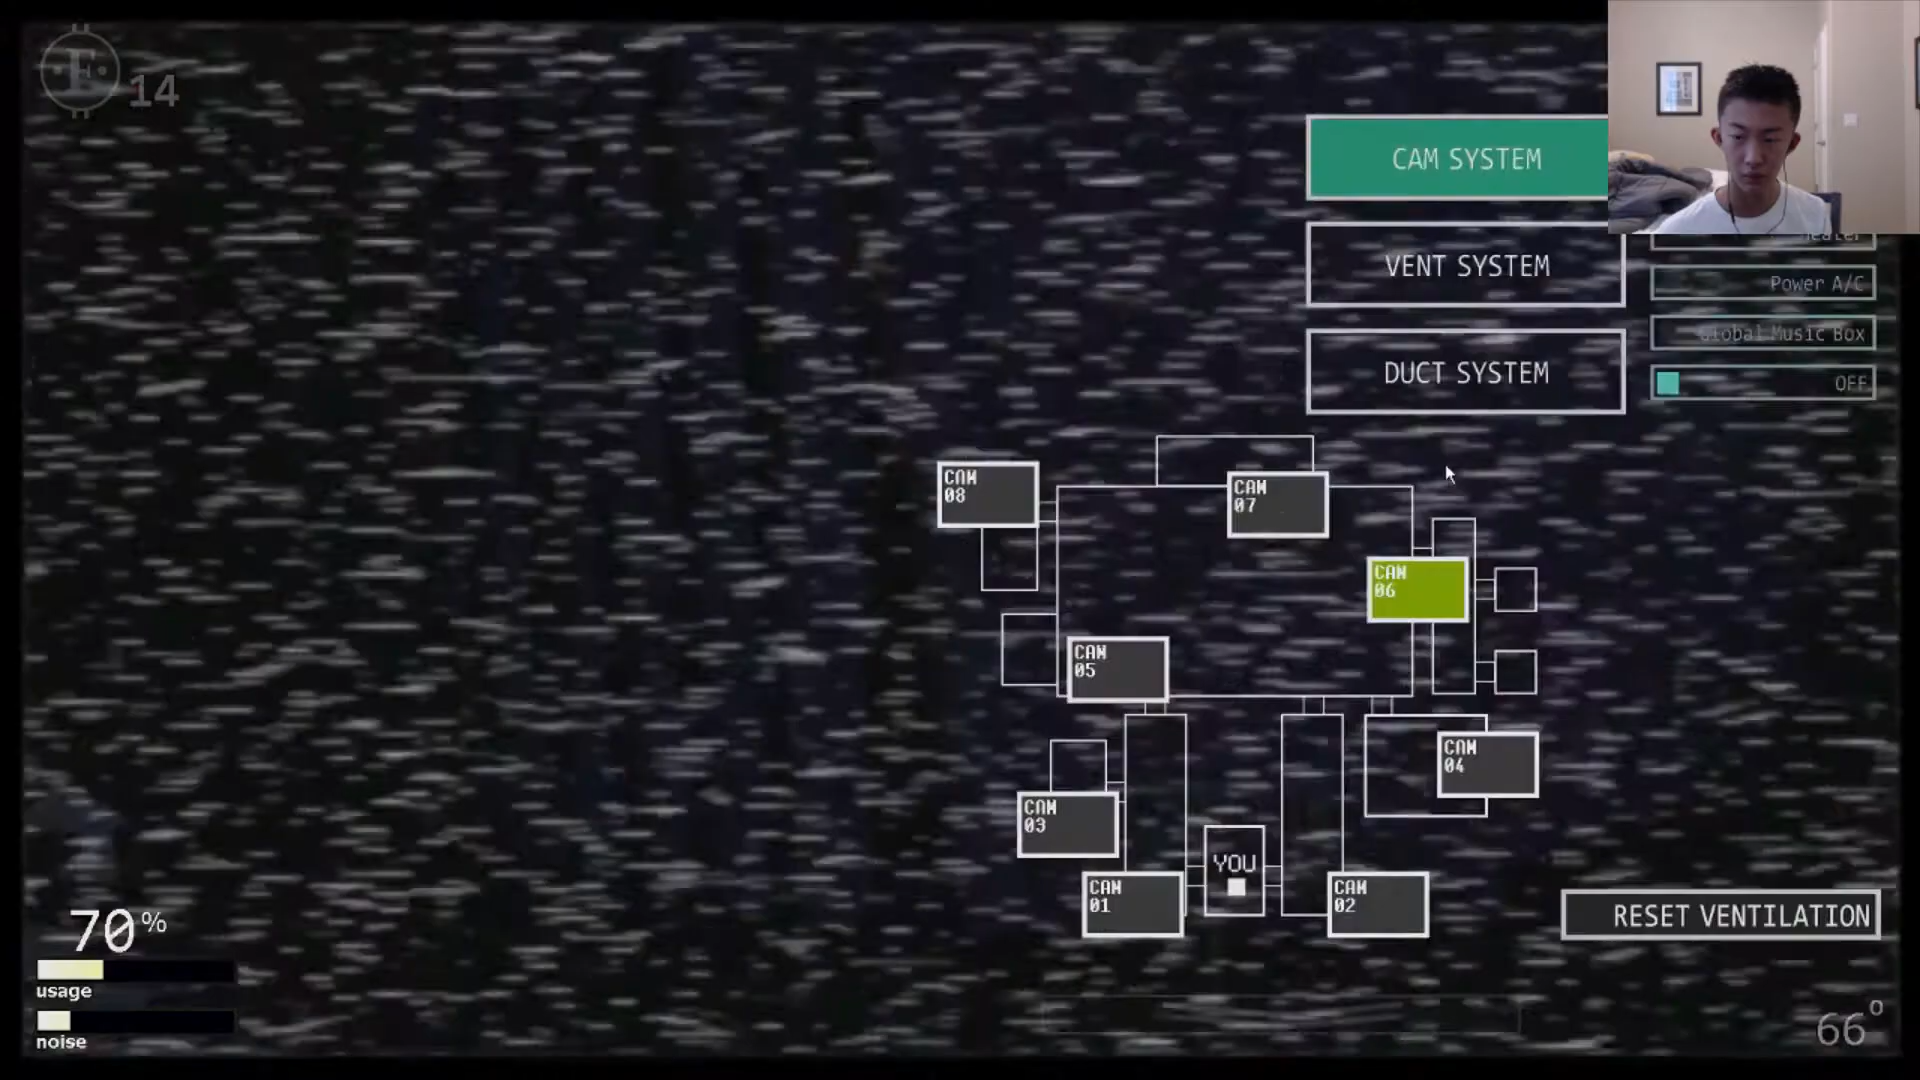 E 14
CAM SYSTEM
VENT SYSTEM
DUCT SYSTEM
Heater
Power A/C
Global Music Box
OFF
CAM
08
CAM
07
CAM
06
CAM
05
CAM
04
CAM
03
YOU
CAM
01
CAM
02
RESET VENTILATION
70%
usage
noise
66°